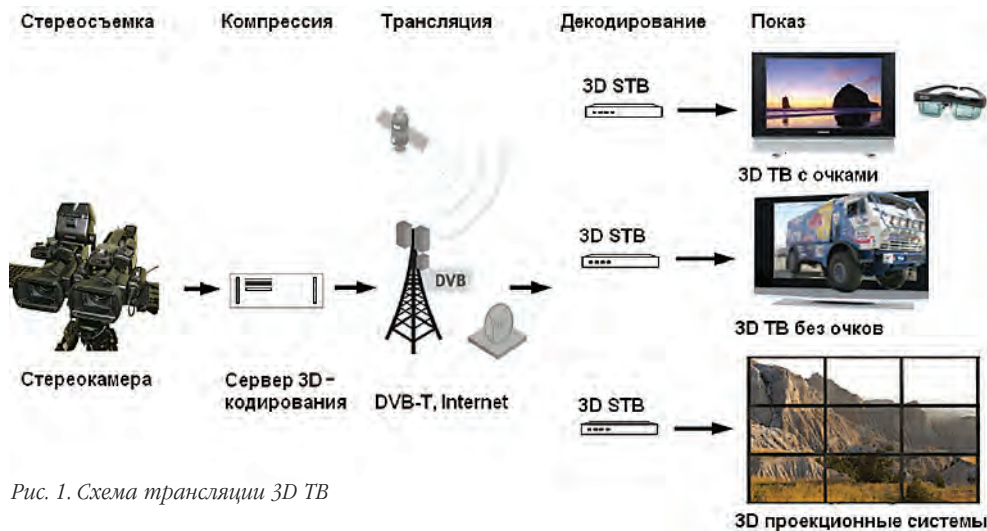 Стереосъемка
Компрессия
Трансляция
Декодирование
Показ
3D STB
3D ТВ с очками
3D STB
DVB
3D ТВ без очков
Стереокамера
Сервер 3D –
кодирования
DVB-T, Internet
3D STB
3D проекционные системы
Рис. 1. Схема трансляции 3D ТВ